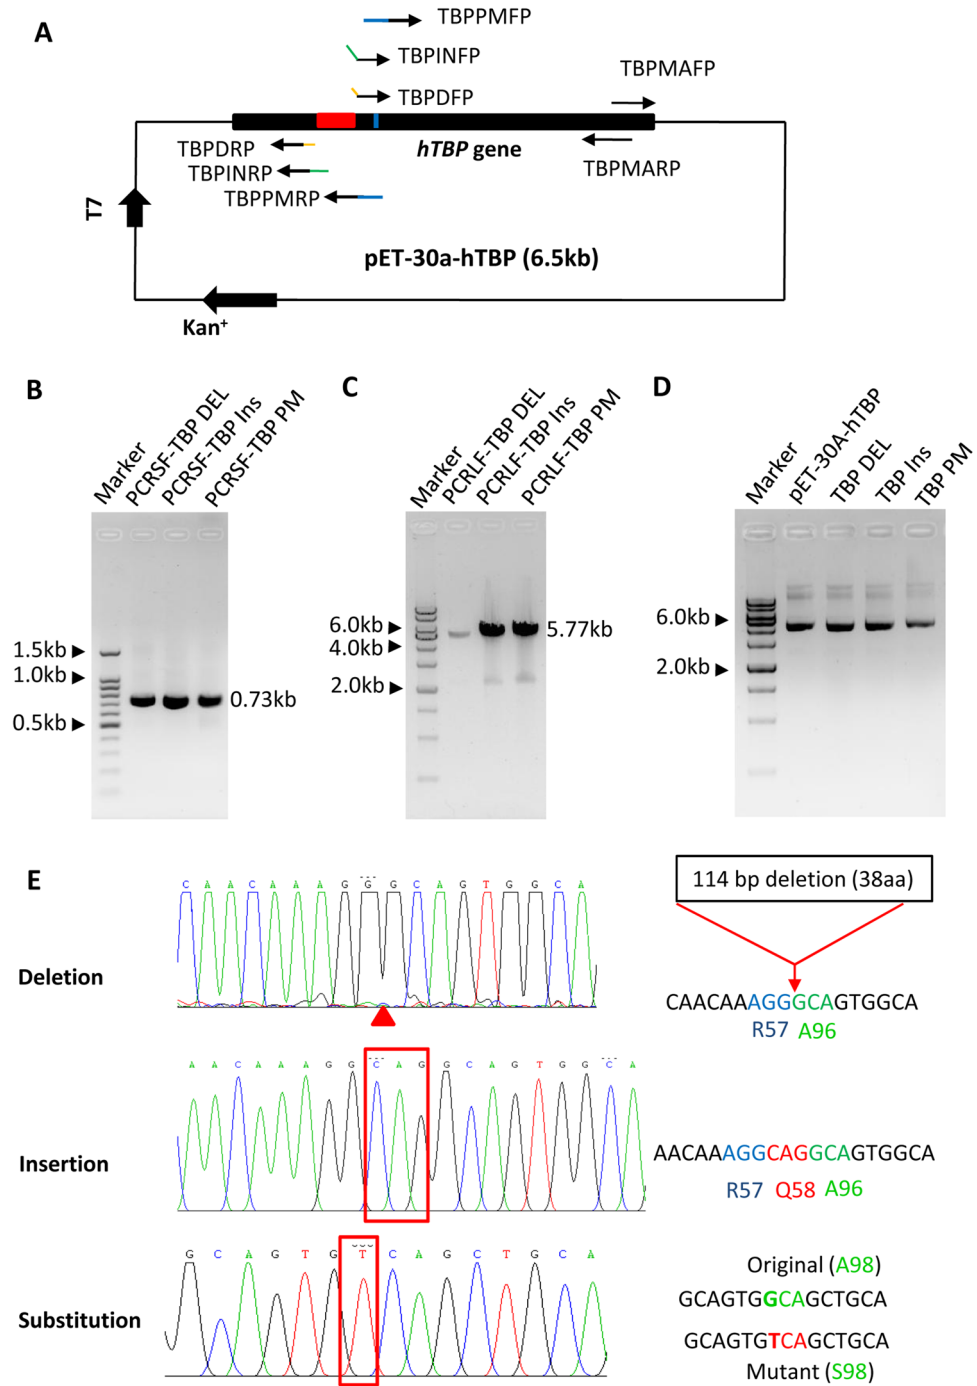 A
TBPPMFP
TBPINFP
TBPDFP
TBPMAFP
TBPDRP
TBPINRP
TBPPMRP
hTBP gene
TBPMARP
T7
pET-30a-hTBP (6.5kb)
Kan+
B
Marker
PCRSF-TBP DEL
PCRSF-TBP Ins
PCRSF-TBP PM
1.5kb
1.0kb
0.5kb
0.73kb
C
Marker
PCRLF-TBP DEL
PCRLF-TBP Ins
PCRLF-TBP PM
6.0kb
4.0kb
2.0kb
5.77kb
D
Marker
pET-30A-hTBP
TBP DEL
TBP Ins
TBP PM
6.0kb
2.0kb
E
Deletion
C A A C A A A G G G C A G T G G C A
114 bp deletion (38aa)
CAACAAAGGGCAGTGGCA
R57 A96
Insertion
A A C A A A G G C A G G C A G T G G C A
AACAAAGGCAGGCAGTGGCA
R57 Q58 A96
Substitution
G C A G T G T C A G C T G C A
Original (A98)
GCAGTGGCAGCTGCA
GCAGTGTCAGCTGCA
Mutant (S98)